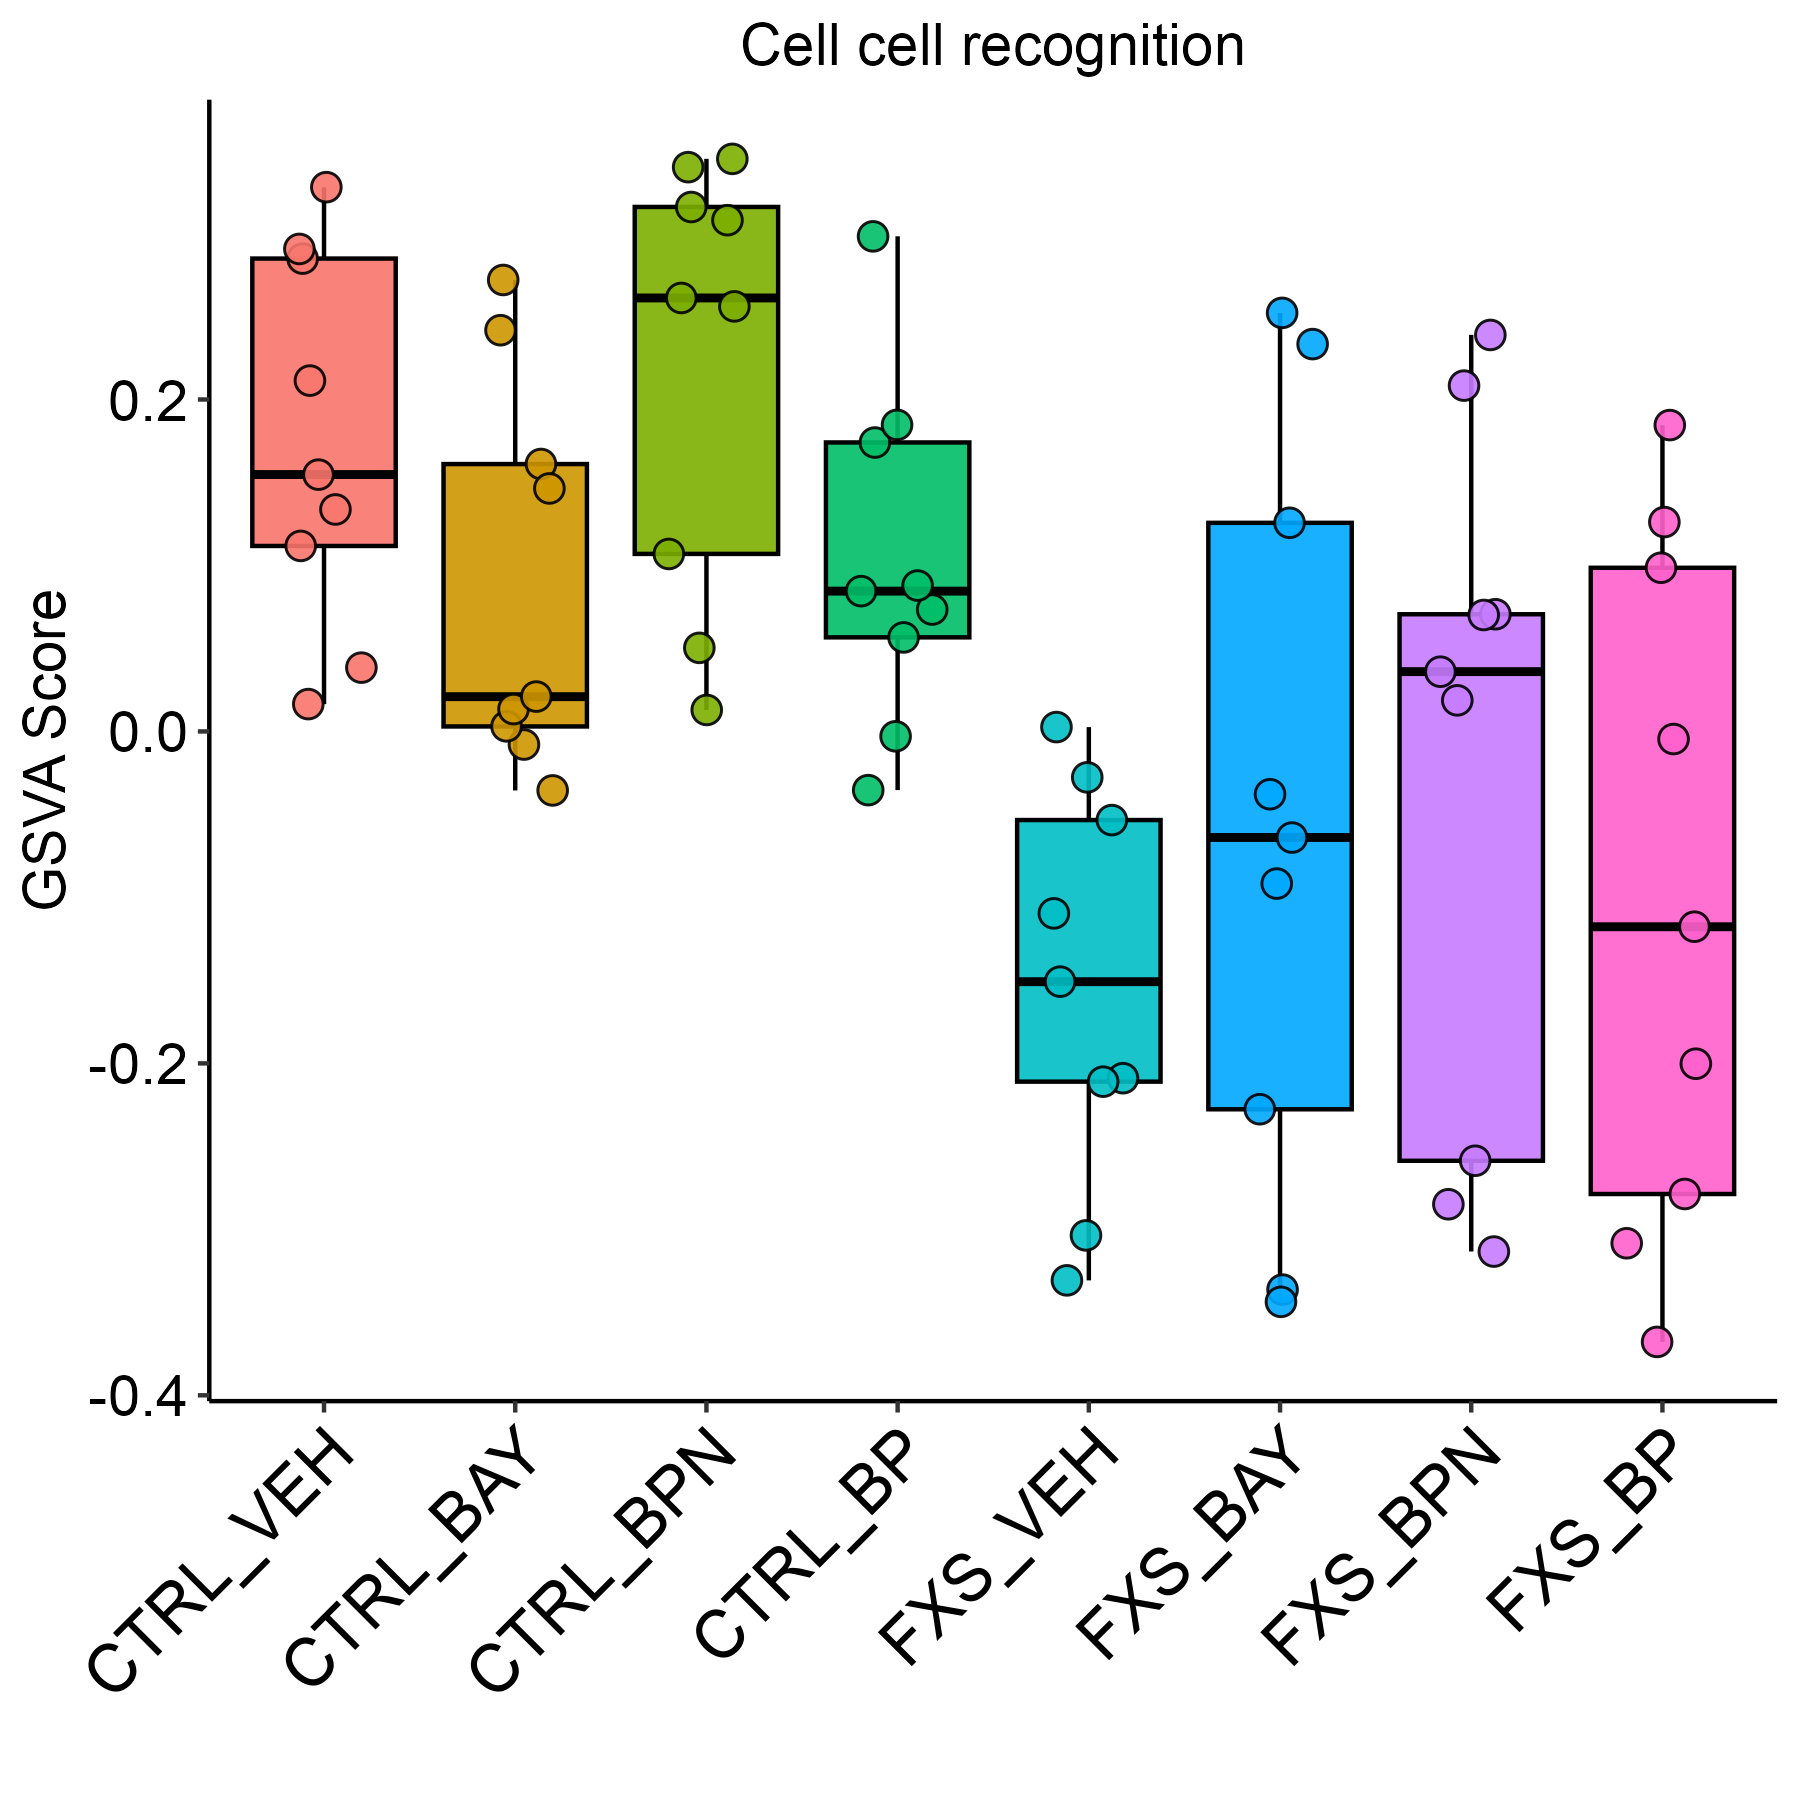 Cell cell recognition
GSVA Score
0.2
0.0
-0.2
-0.4
CTRL_VEH
CTRL_BAY
CTRL_BPN
CTRL_BP
FXS_VEH
FXS_BAY
FXS_BPN
FXS_BP